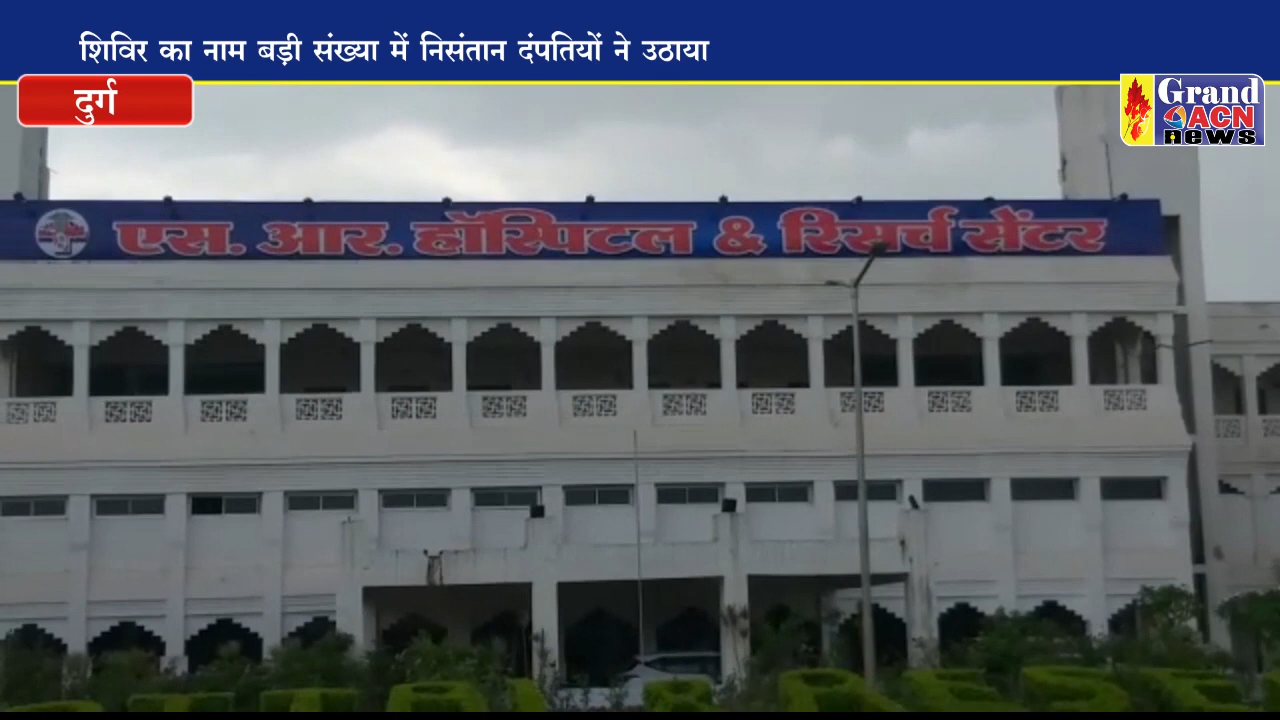 शिविर का नाम बड़ी संख्या में निसंतान दंपतियों ने उठाया
दुर्ग
Grand
ACN
news
एस. आर. हॉस्पिटल & रिसर्च सेंटर